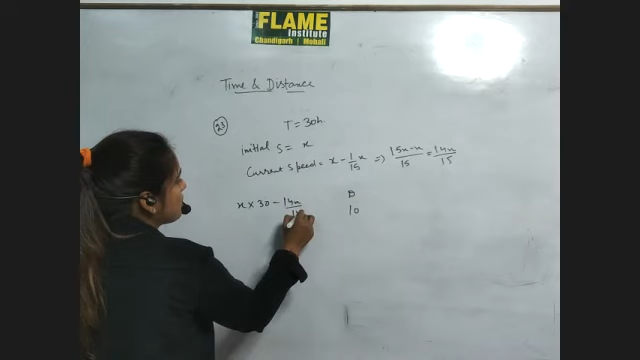 FLAME
Institute
Chandigarh | Mohali
Time & Distance
23 T = 30h.
initial S = x
Current Speed = x - 1/15 x => 15x-x/15 = 14x/15
x × 30 - 14x/1
B
10